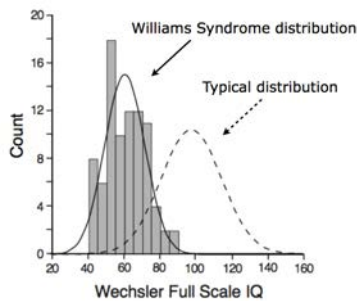 Williams Syndrome distribution
Typical distribution
20
16
12
8
4
0
Count
20 40 60 80 100 120 140 160
Wechsler Full Scale IQ